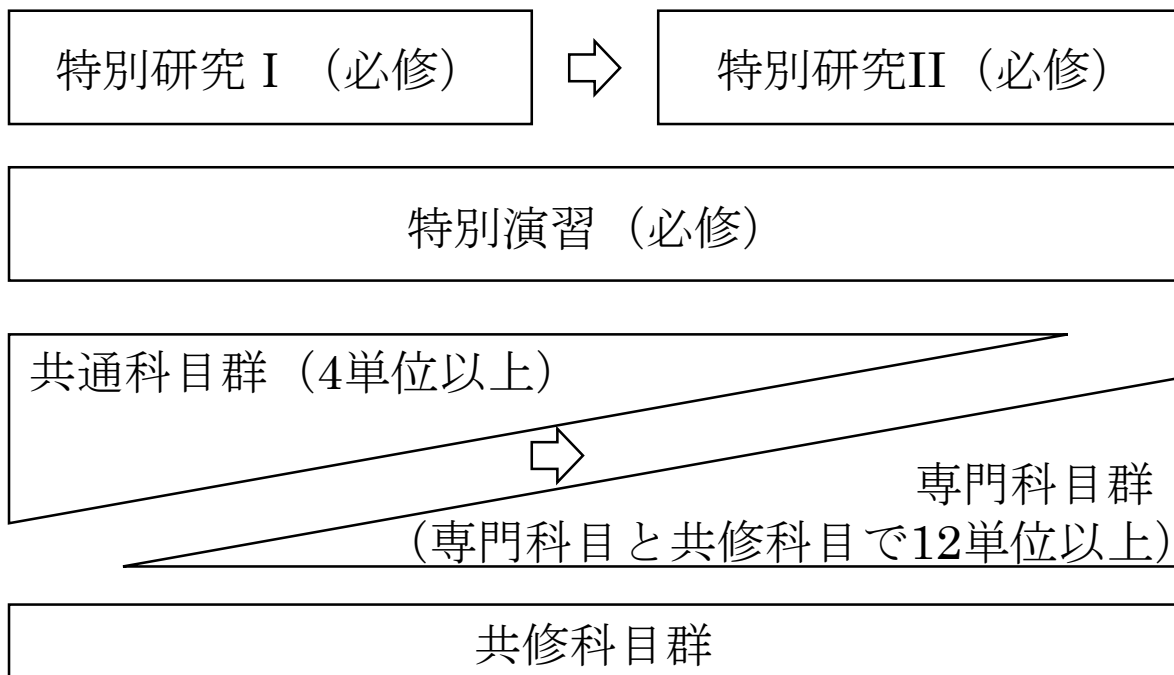 特別研究 I （必修）
特別研究II（必修）
特別演習（必修）
共通科目群（4単位以上）
専門科目群
（専門科目と共修科目で12単位以上）
共修科目群